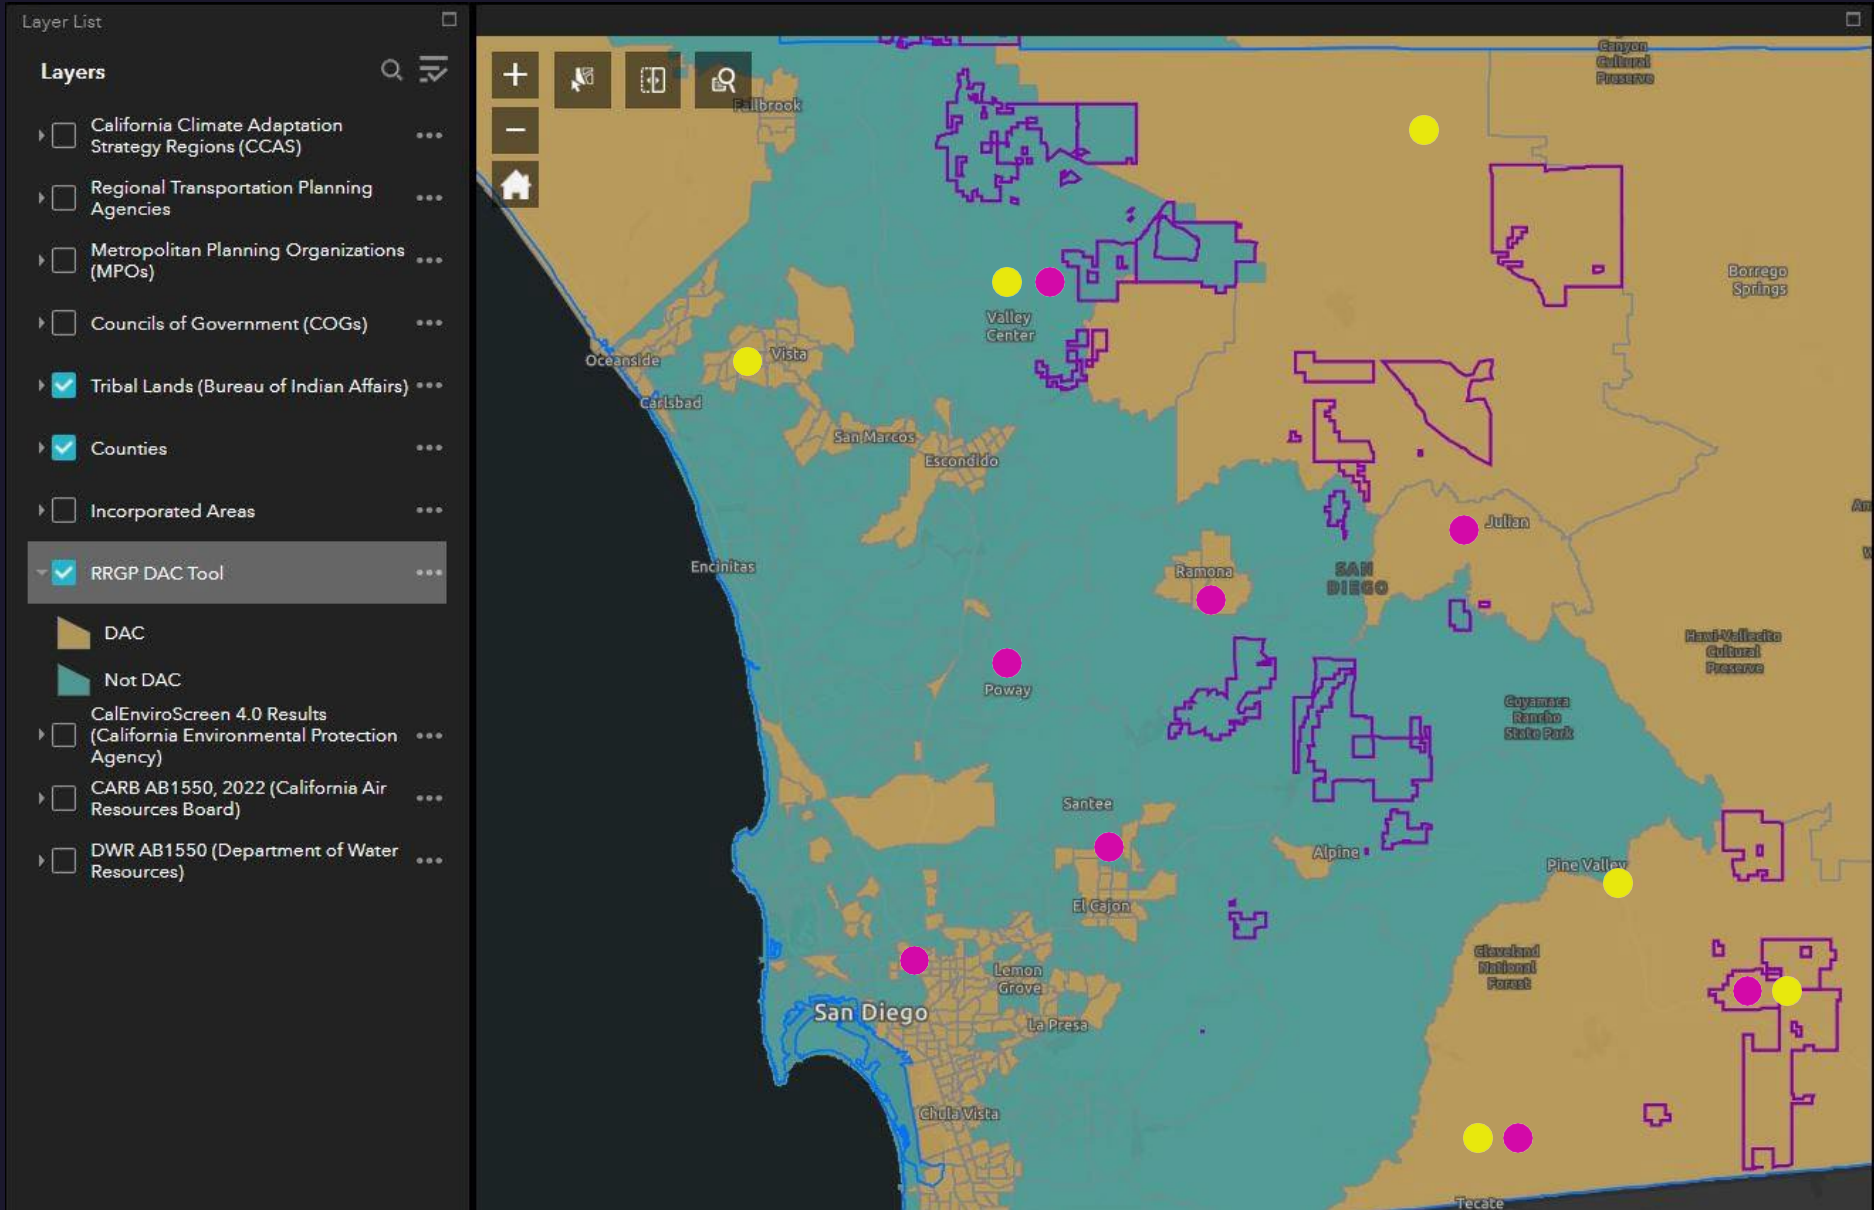 Layer List
Layers
California Climate Adaptation
Strategy Regions (CCAS)
Regional Transportation Planning
Agencies
Metropolitan Planning Organizations
(MPOs)
Councils of Government (COGs)
Tribal Lands (Bureau of Indian Affairs)
Counties
Incorporated Areas
RRGP DAC Tool
DAC
Not DAC
CalEnviroScreen 4.0 Results
(California Environmental Protection
Agency)
CARB AB1550, 2022 (California Air
Resources Board)
DWR AB1550 (Department of Water
Resources)
Canyon
Cultural
Preserve
Fallbrook
Borrego
Springs
Valley
Center
Vista
Oceanside
Carlsbad
San Marcos
Escondido
Julian
Encinitas
Ramona
SAN
DIEGO
Hawi-Vallecito
Cultural
Preserve
Poway
Cuyamaca
Rancho
State Park
Santee
Alpine
Pine Valley
El Cajon
Cleveland
National
Forest
Lemon
Grove
San Diego
La Presa
Chula Vista
Tecate